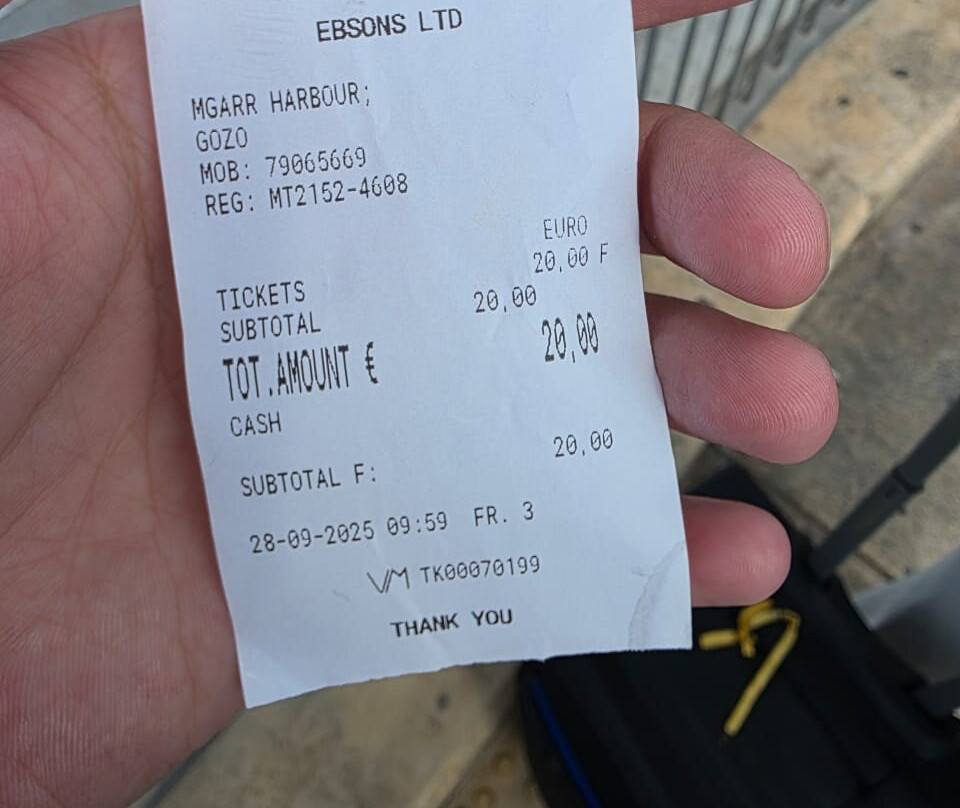 EBSONS LTD
MGARR HARBOUR;
GOZO
MOB: 79065669
REG: MT2152-4608
EURO
TICKETS 20,00 F
SUBTOTAL 20,00
TOT.AMOUNT € 20,00
CASH
SUBTOTAL F: 20,00
28-09-2025 09:59 FR. 3
VM TK00070199
THANK YOU